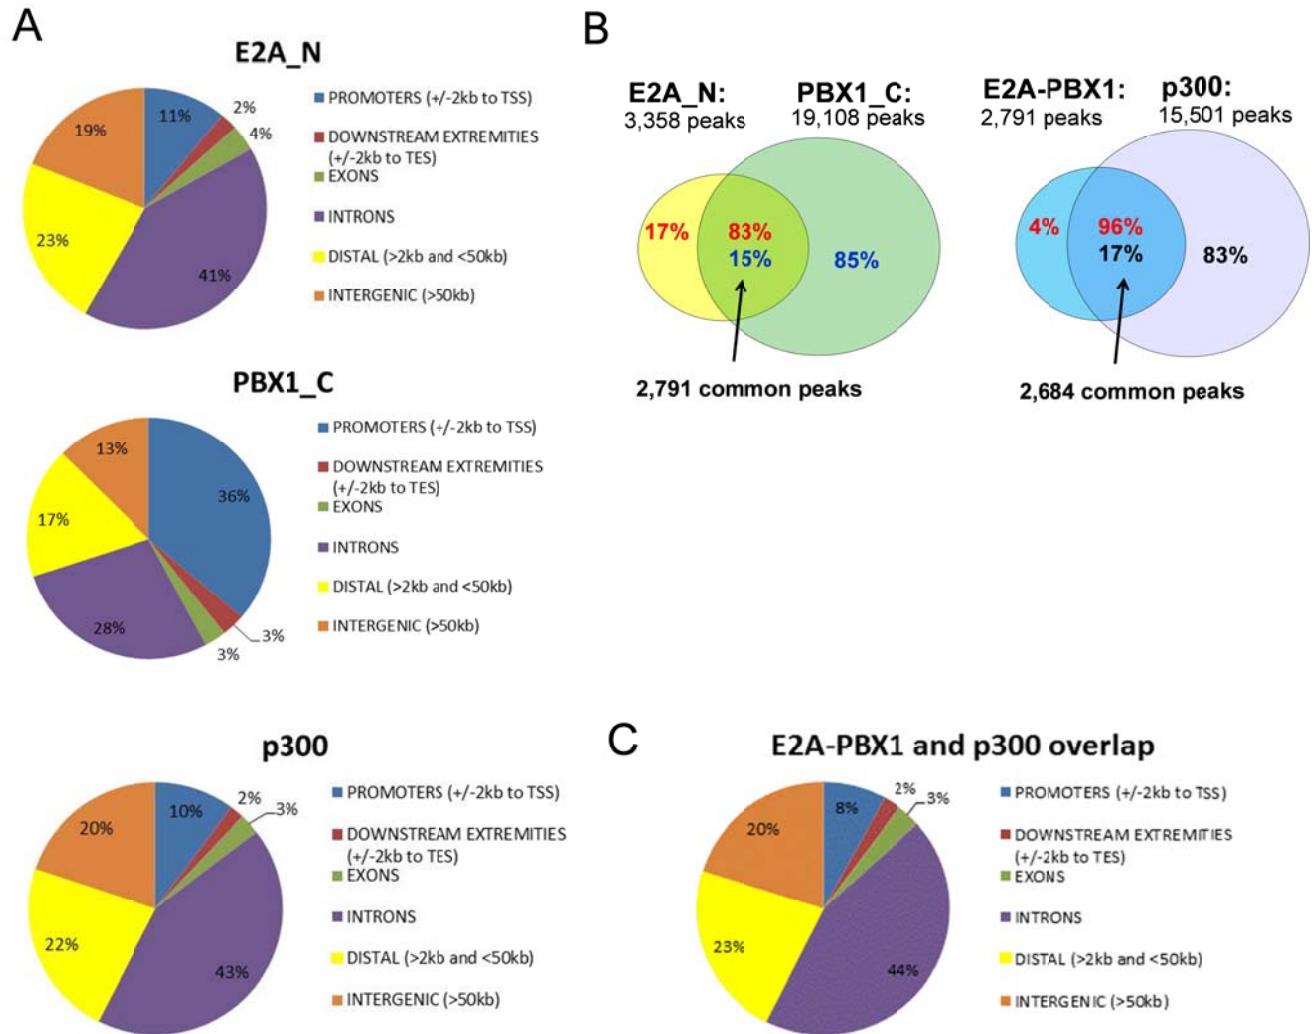 A
E2A_N
11%
2%
4%
41%
23%
19%
PROMOTERS (+/-2kb to TSS)
DOWNSTREAM EXTREMITIES
(+/-2kb to TES)
EXONS
INTRONS
DISTAL (>2kb and <50kb)
INTERGENIC (>50kb)
PBX1_C
36%
3%
3%
28%
17%
13%
PROMOTERS (+/-2kb to TSS)
DOWNSTREAM EXTREMITIES
(+/-2kb to TES)
EXONS
INTRONS
DISTAL (>2kb and <50kb)
INTERGENIC (>50kb)
p300
10%
2%
3%
43%
22%
20%
PROMOTERS (+/-2kb to TSS)
DOWNSTREAM EXTREMITIES
(+/-2kb to TES)
EXONS
INTRONS
DISTAL (>2kb and <50kb)
INTERGENIC (>50kb)
B
E2A_N:
3,358 peaks
PBX1_C:
19,108 peaks
17%
83%
15%
85%
2,791 common peaks
E2A-PBX1:
2,791 peaks
p300:
15,501 peaks
4%
96%
17%
83%
2,684 common peaks
C
E2A-PBX1 and p300 overlap
8%
2%
3%
44%
23%
20%
PROMOTERS (+/-2kb to TSS)
DOWNSTREAM EXTREMITIES
(+/-2kb to TES)
EXONS
INTRONS
DISTAL (>2kb and <50kb)
INTERGENIC (>50kb)